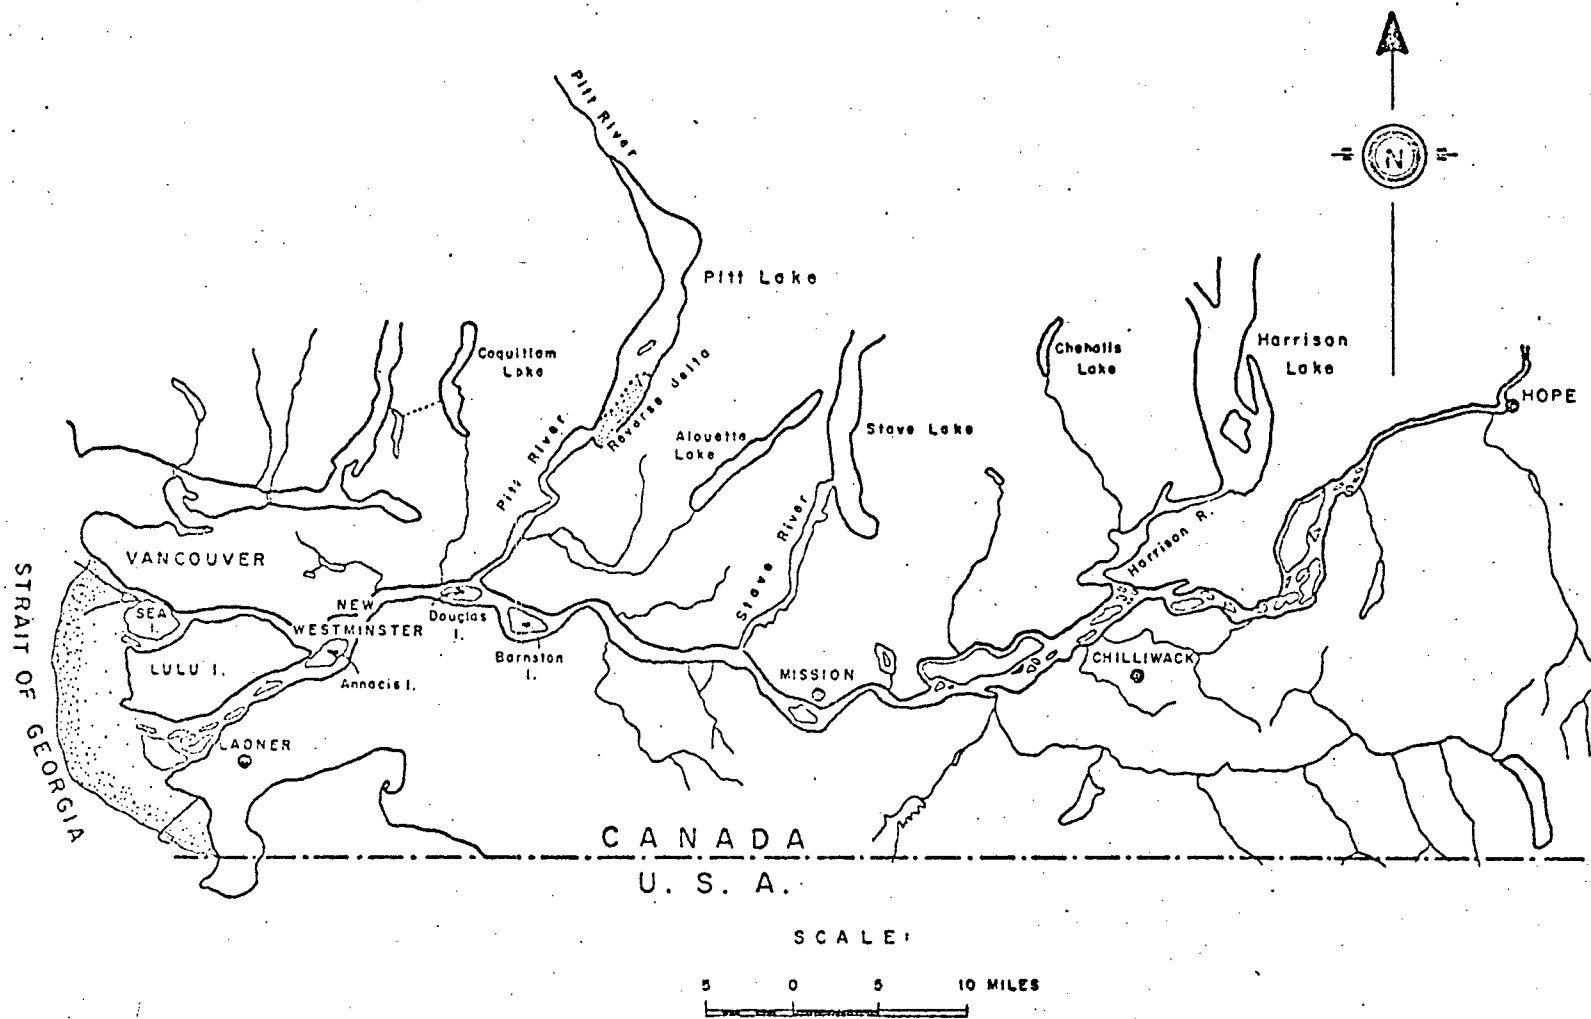 Pitt River
N
Pitt Lake
Coquitlam
Lake
Reverse delta
Chehalis
Lake
Harrison
Lake
HOPE
Pitt River
Alouette
Lake
Stave Lake
Stave River
Harrison R.
VANCOUVER
STRAIT OF GEORGIA
SEA
I.
NEW
WESTMINSTER
Douglas
I.
Barnston
I.
LULU I.
Annacis I.
MISSION
CHILLIWACK
LADNER
CANADA
U. S. A.
SCALE:
5 0 5 10 MILES